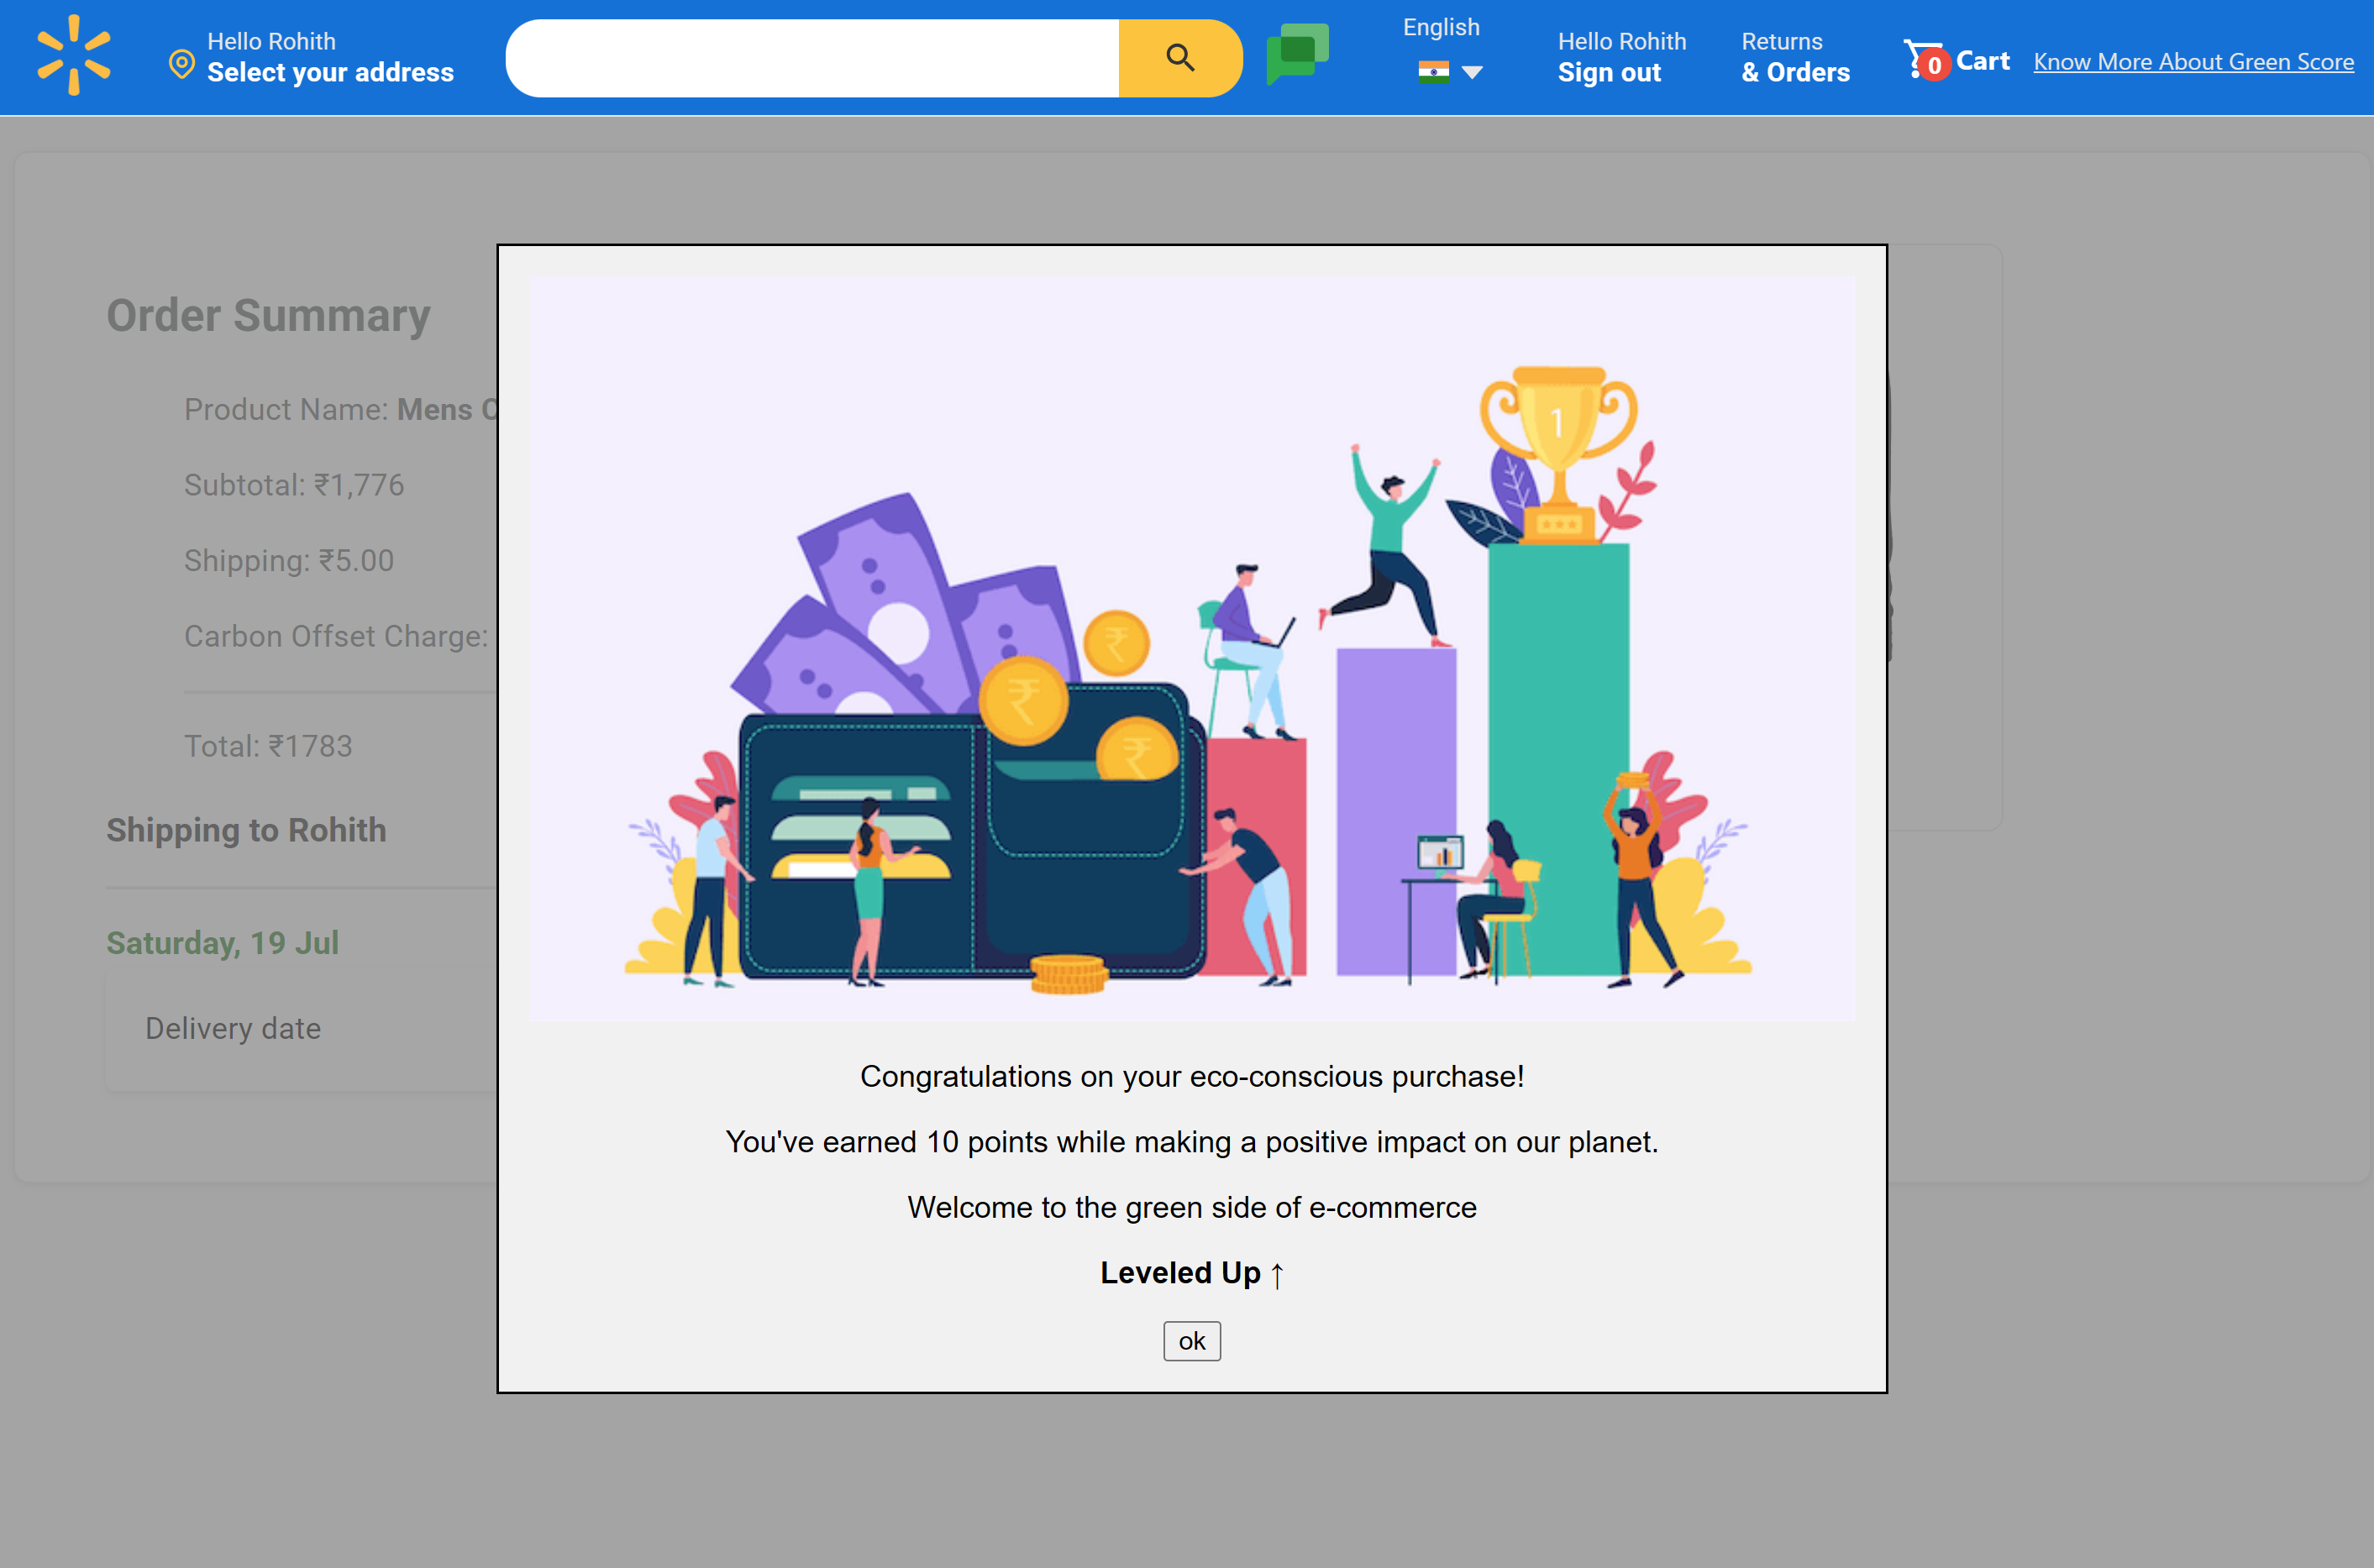 Hello Rohith
Select your address
English
Hello Rohith
Sign out
Returns
& Orders
0
Cart
Know More About Green Score
Order Summary
Product Name: Mens
Subtotal: ₹1,776
Shipping: ₹5.00
Carbon Offset Charge:
Total: ₹1783
Shipping to Rohith
Saturday, 19 Jul
Delivery date
1
₹
₹
₹
Congratulations on your eco-conscious purchase!
You've earned 10 points while making a positive impact on our planet.
Welcome to the green side of e-commerce
Leveled Up ↑
ok